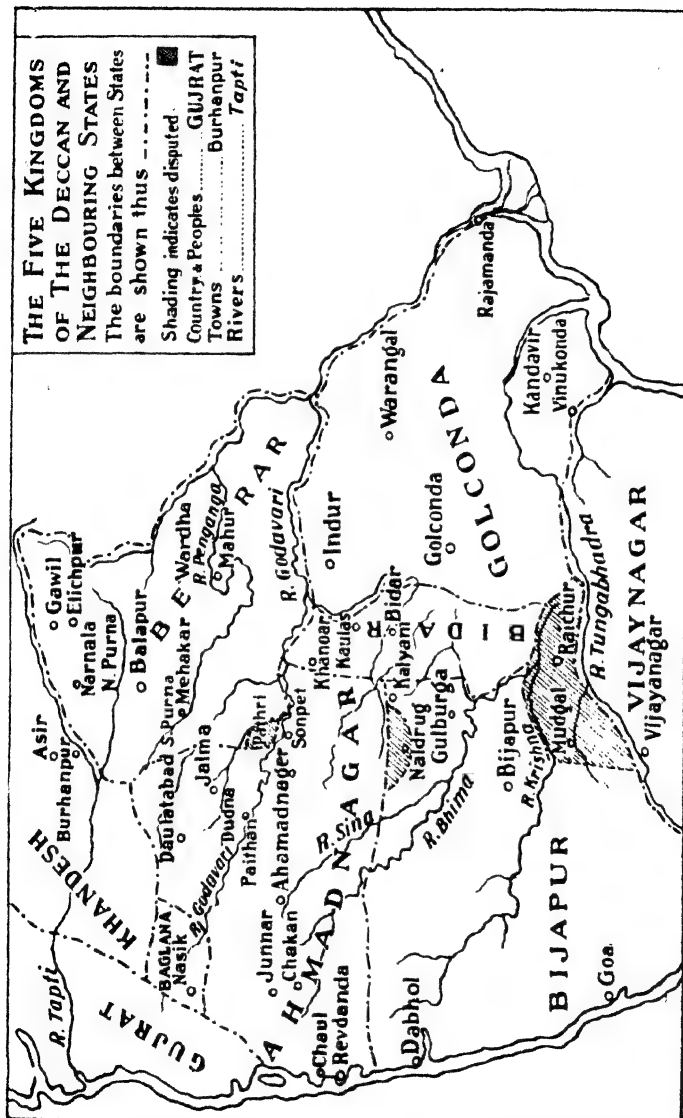 THE FIVE KINGDOMS
OF THE DECCAN AND
NEIGHBOURING STATES
The boundaries between States
are shown thus
Shading indicates disputed
Country & Peoples GUJRAT
Towns Burhanpur
Rivers Tapti
R. Tapti
GUJRAT
KHANDESH
Asir
Burhanpur
Gawil
Elichpur
Narnala
N. Purna
Balapur
BERAR
Wardha
R. Penganga
Mahur
Mehakar
S. Purna
BAGLANA
Nasik
Daulatabad
Jalma
R. Godavari
Dudna
Paithan
Pathri
Sonpet
R. Godavari
Junnar
Chakan
Ahamadnager
AHMADNAGAR
Khanoar
Kaulas
Indur
Warangal
Rajamanda
Chaul
Revdanda
R. Sina
R. Bhima
Naldrug
Kalyani
Bidar
BIDAR
Gulburga
Golconda
GOLCONDA
Dabhol
Bijapur
R. Krishna
BIJAPUR
Mudgal
Raichur
R. Tungabhadra
Kandavir
Vinukonda
Goa.
VIJAYNAGAR
Vijayanagar